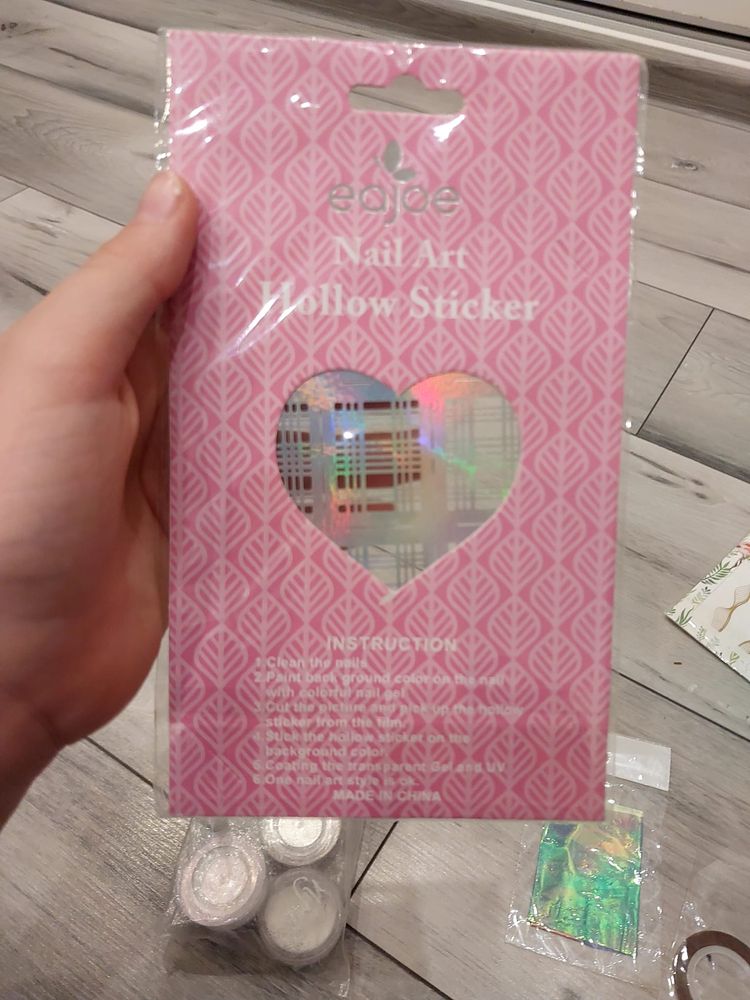 eajoe
Nail Art
Hollow Sticker
INSTRUCTION
1.Clean the nails
2.Paint back ground color on the nail
with colorful nail gel
3.Cut the picture and pick up the hollow
sticker from the film.
4.Stick the hollow sticker on the
background color
5.Coating the transparent Gel and UV
6.One nail art style is ok.
MADE IN CHINA